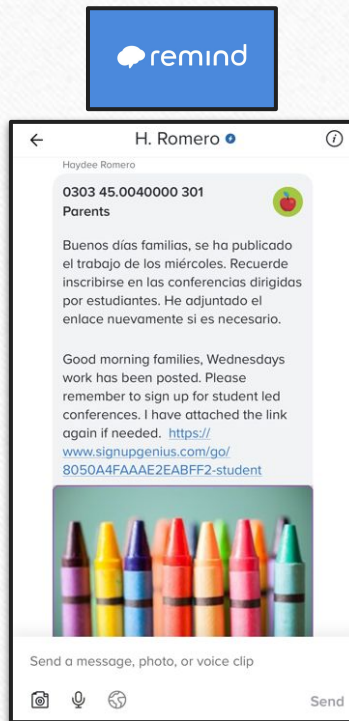 remind
H. Romero
Haydee Romero
0303 45.0040000 301
Parents
Buenos días familias, se ha publicado
el trabajo de los miércoles. Recuerde
inscribirse en las conferencias dirigidas
por estudiantes. He adjuntado el
enlace nuevamente si es necesario.
Good morning families, Wednesdays
work has been posted. Please
remember to sign up for student led
conferences. I have attached the link
again if needed. https://
www.signupgenius.com/go/
8050A4FAAAE2EABFF2-student
Send a message, photo, or voice clip
Send